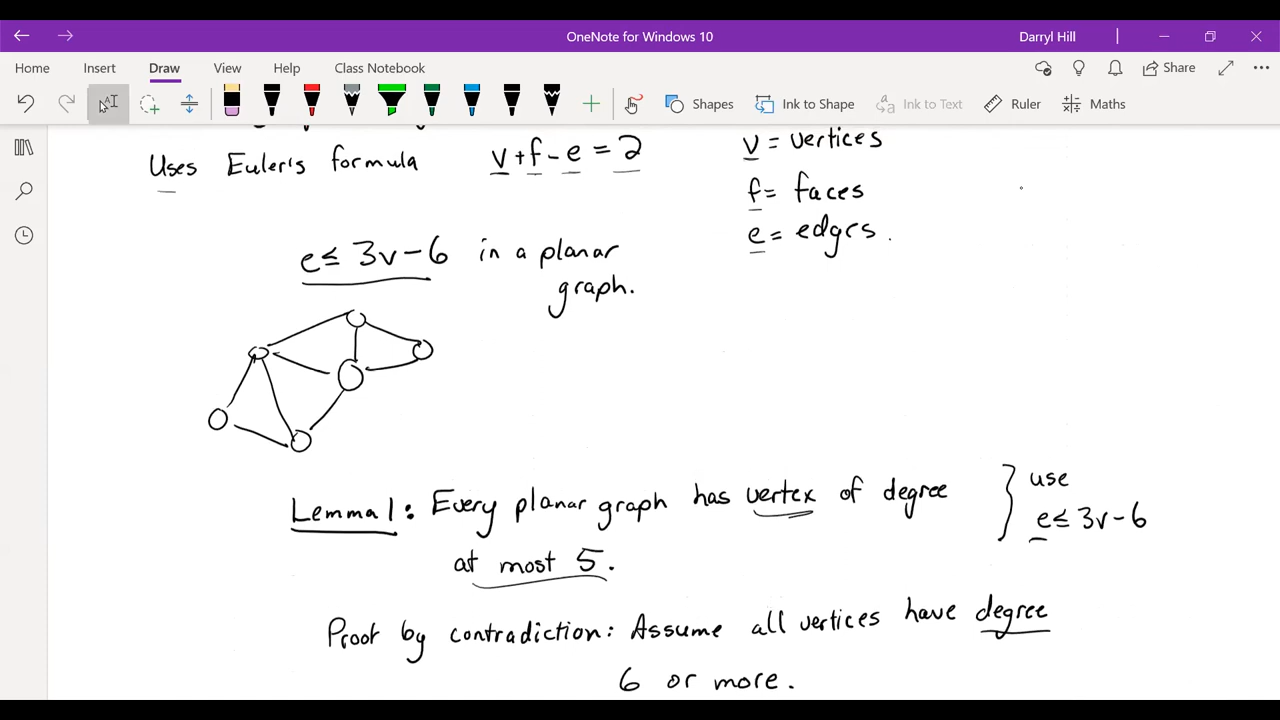 OneNote for Windows 10
Darryl Hill
Home Insert Draw View Help Class Notebook
Share
Shapes Ink to Shape Ink to Text Ruler Maths
v = vertices
Uses Euler's formula v+f-e=2
f= faces
e= edges.
e≤ 3v-6 in a planar
graph.
Lemma 1: Every planar graph has vertex of degree
at most 5.
} use
e≤ 3v-6
Proof by contradiction: Assume all vertices have degree
6 or more.